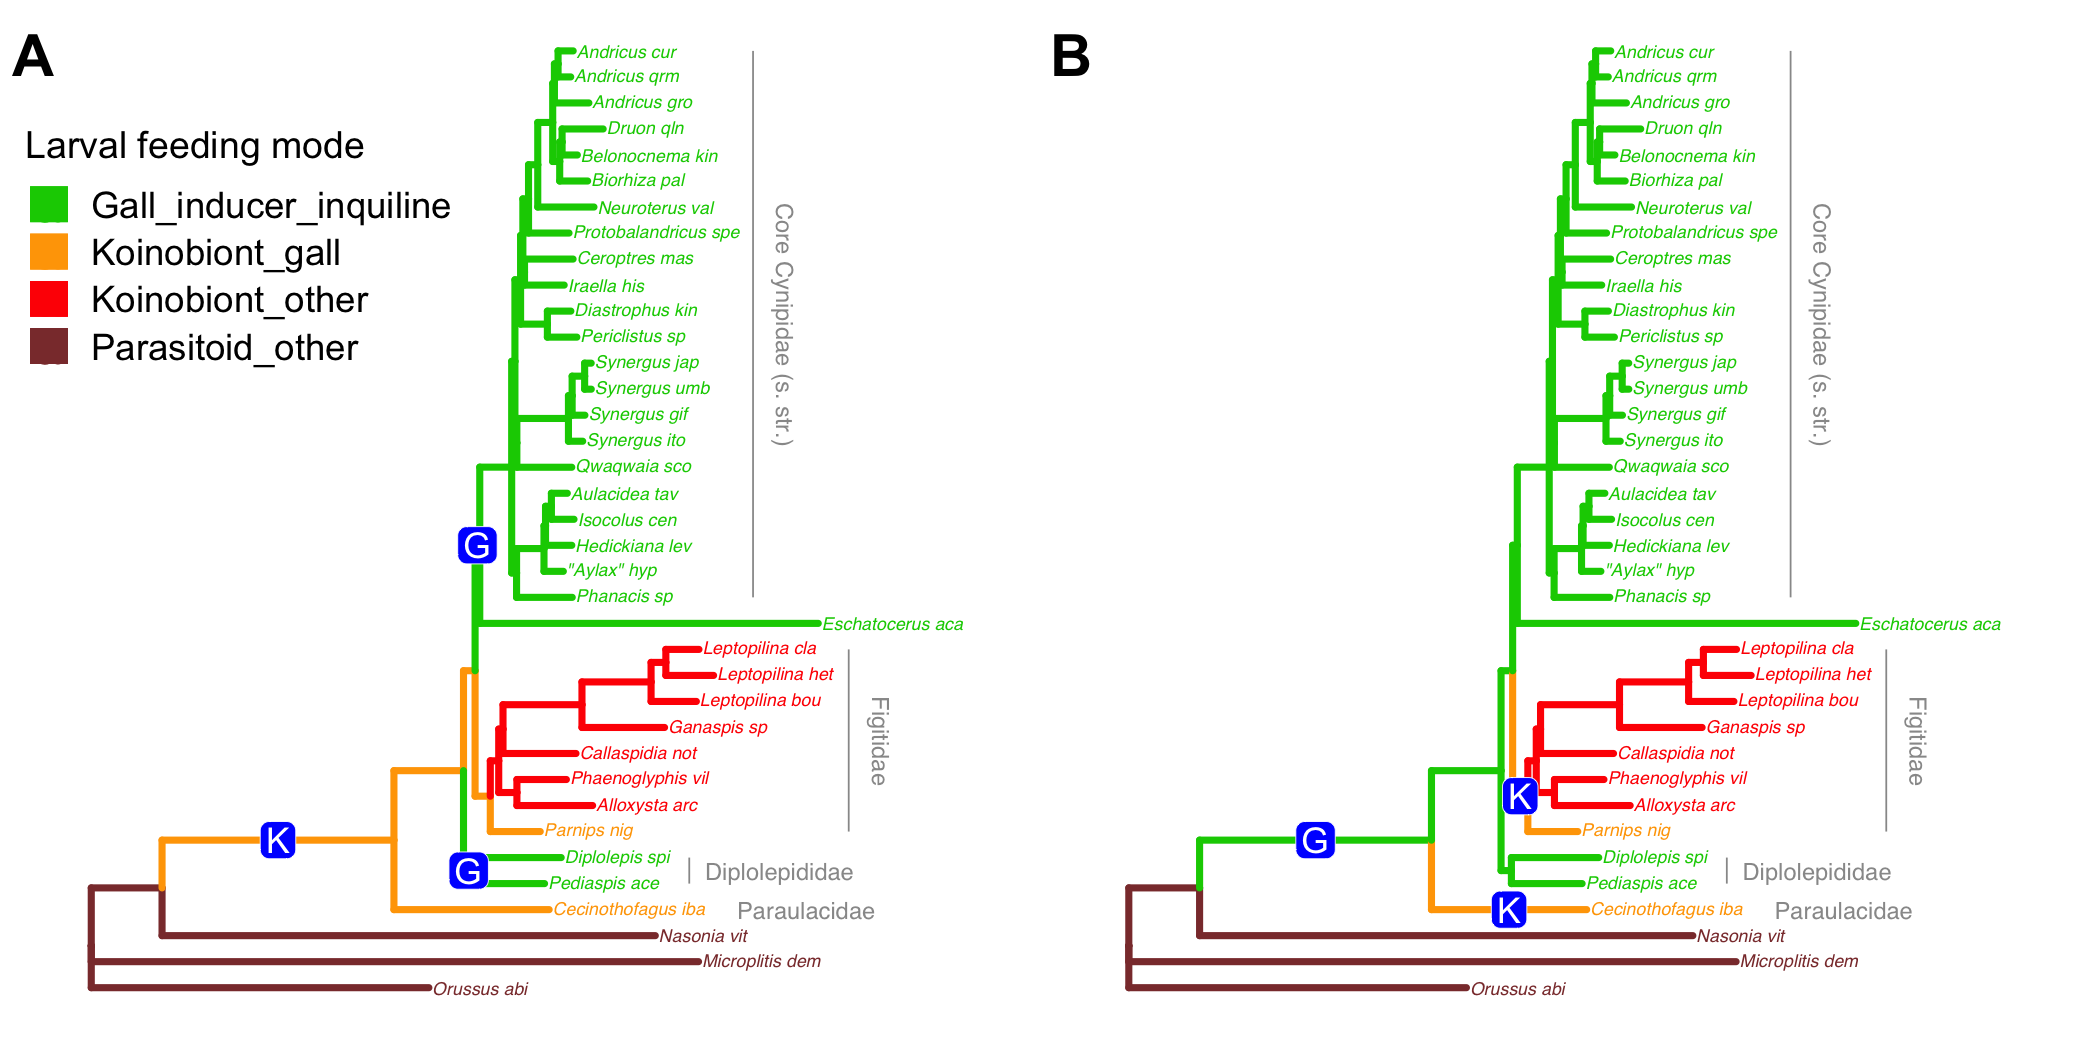 A
Larval feeding mode
Gall_inducer_inquiline
Koinobiont_gall
Koinobiont_other
Parasitoid_other
Andricus cur
Andricus qrm
Andricus gro
Druon qln
Belonocnema kin
Biorhiza pal
Neuroterus val
Protobalandricus spe
Ceroptres mas
Iraella his
Diastrophus kin
Periclistus sp
Synergus jap
Synergus umb
Synergus gif
Synergus ito
Qwaqwaia sco
Aulacidea tav
Isocolus cen
Hedickiana lev
"Aylax" hyp
Phanacis sp
Eschatocerus aca
Leptopilina cla
Leptopilina het
Leptopilina bou
Ganaspis sp
Callaspidia not
Phaenoglyphis vil
Alloxysta arc
Parnips nig
Diplolepis spi
Pediaspis ace
Cecinothofagus iba
Nasonia vit
Microplitis dem
Orussus abi
Core Cynipidae (s. str.)
Figitidae
Diplolepididae
Paraulacidae
G
K
G
B
Andricus cur
Andricus qrm
Andricus gro
Druon qln
Belonocnema kin
Biorhiza pal
Neuroterus val
Protobalandricus spe
Ceroptres mas
Iraella his
Diastrophus kin
Periclistus sp
Synergus jap
Synergus umb
Synergus gif
Synergus ito
Qwaqwaia sco
Aulacidea tav
Isocolus cen
Hedickiana lev
"Aylax" hyp
Phanacis sp
Eschatocerus aca
Leptopilina cla
Leptopilina het
Leptopilina bou
Ganaspis sp
Callaspidia not
Phaenoglyphis vil
Alloxysta arc
Parnips nig
Diplolepis spi
Pediaspis ace
Cecinothofagus iba
Nasonia vit
Microplitis dem
Orussus abi
Core Cynipidae (s. str.)
Figitidae
Diplolepididae
Paraulacidae
K
G
K